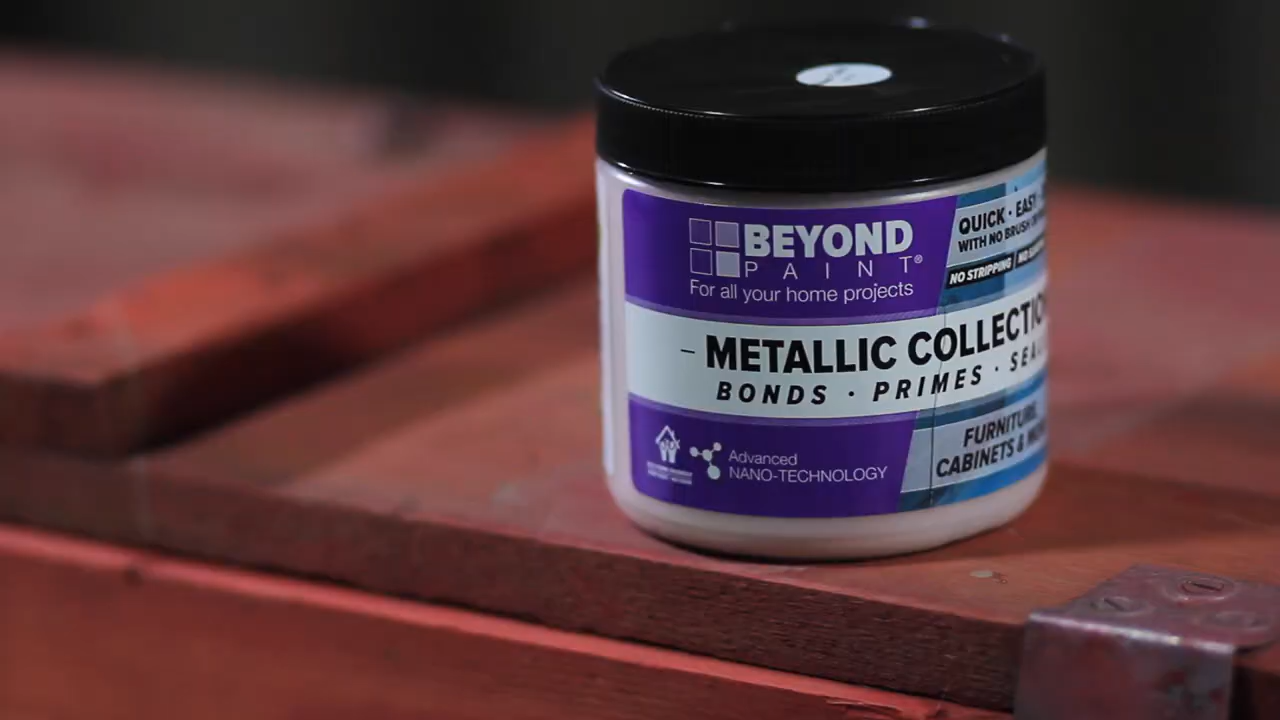 BEYOND
PAINT®
For all your home projects
QUICK · EASY
WITH NO BRUSH
NO STRIPPING
– METALLIC COLLECTIO
BONDS · PRIMES · SEA
FURNITURE,
CABINETS &
Advanced
NANO-TECHNOLOGY